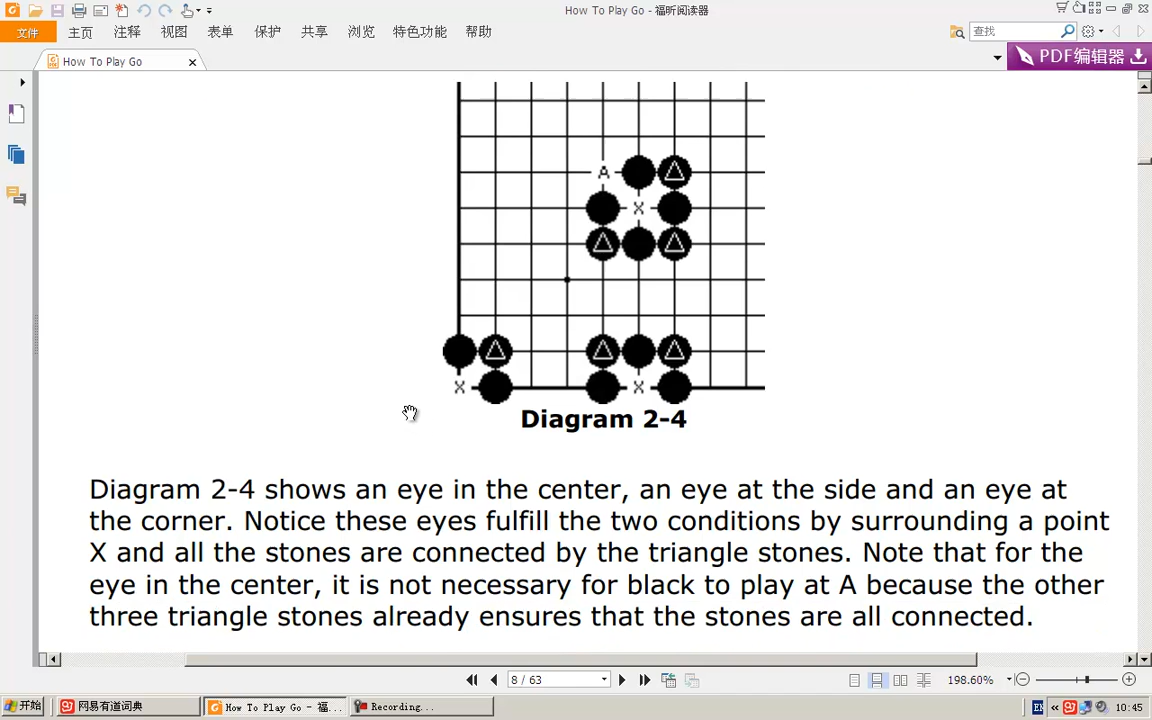 How To Play Go - 福昕阅读器
文件 主页 注释 视图 表单 保护 共享 浏览 特色功能 帮助
查找
How To Play Go
PDF编辑器
A
X
X
X
Diagram 2-4
Diagram 2-4 shows an eye in the center, an eye at the side and an eye at
the corner. Notice these eyes fulfill the two conditions by surrounding a point
X and all the stones are connected by the triangle stones. Note that for the
eye in the center, it is not necessary for black to play at A because the other
three triangle stones already ensures that the stones are all connected.
8 / 63
198.60%
开始
网易有道词典
How To Play Go - 福...
Recording...
EN
10:45